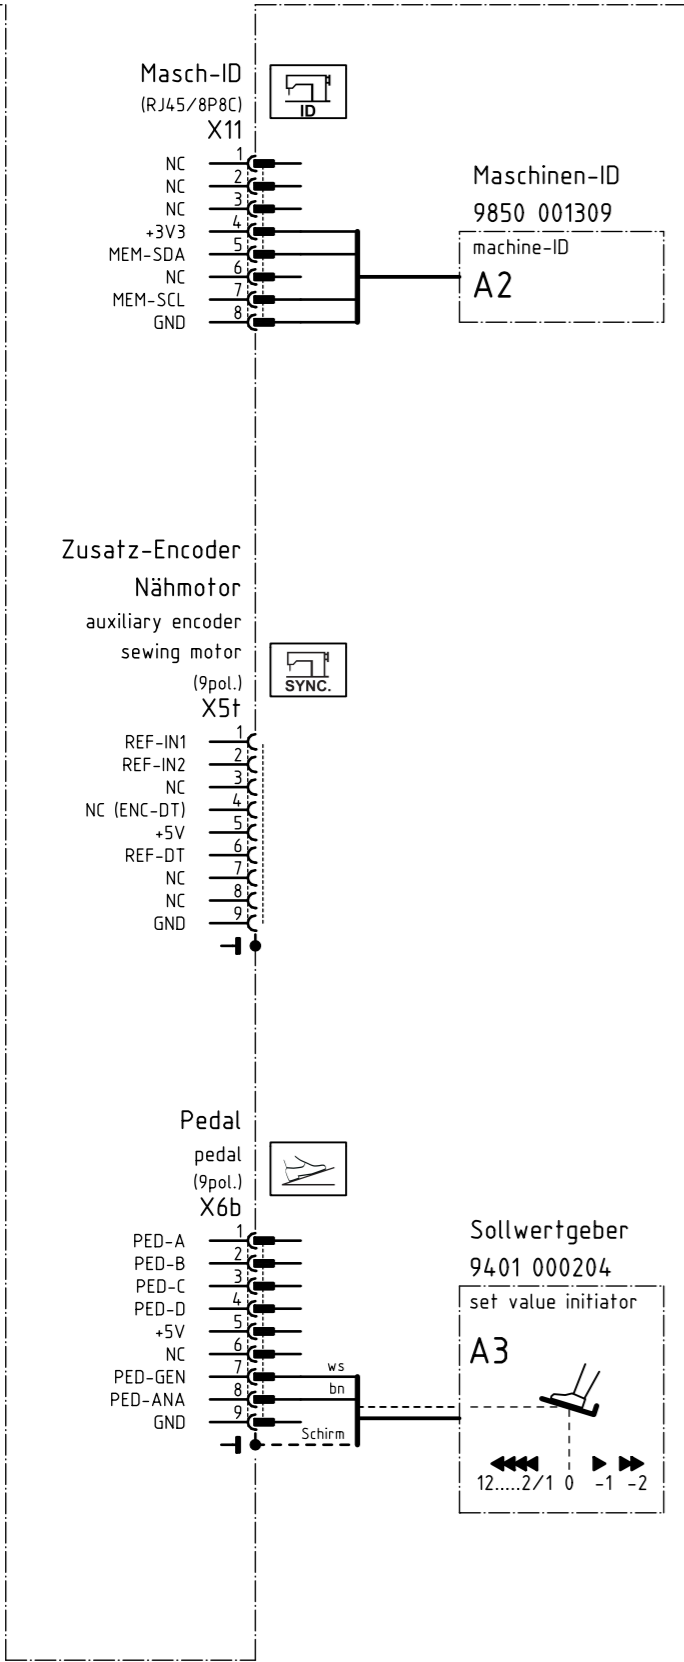 Masch-ID
(RJ45/8P8C)
X11
ID
NC 1
NC 2
NC 3
+3V3 4
MEM-SDA 5
NC 6
MEM-SCL 7
GND 8
Maschinen-ID
9850 001309
machine-ID
A2
Zusatz-Encoder
Nähmotor
auxiliary encoder
sewing motor
(9pol.)
X5t
SYNC.
REF-IN1 1
REF-IN2 2
NC 3
NC (ENC-DT) 4
+5V 5
REF-DT 6
NC 7
NC 8
GND 9
Pedal
pedal
(9pol.)
X6b
PED-A 1
PED-B 2
PED-C 3
PED-D 4
+5V 5
NC 6
PED-GEN 7 ws
PED-ANA 8 bn
GND 9
Schirm
Sollwertgeber
9401 000204
set value initiator
A3
12.....2/1 0 -1 -2